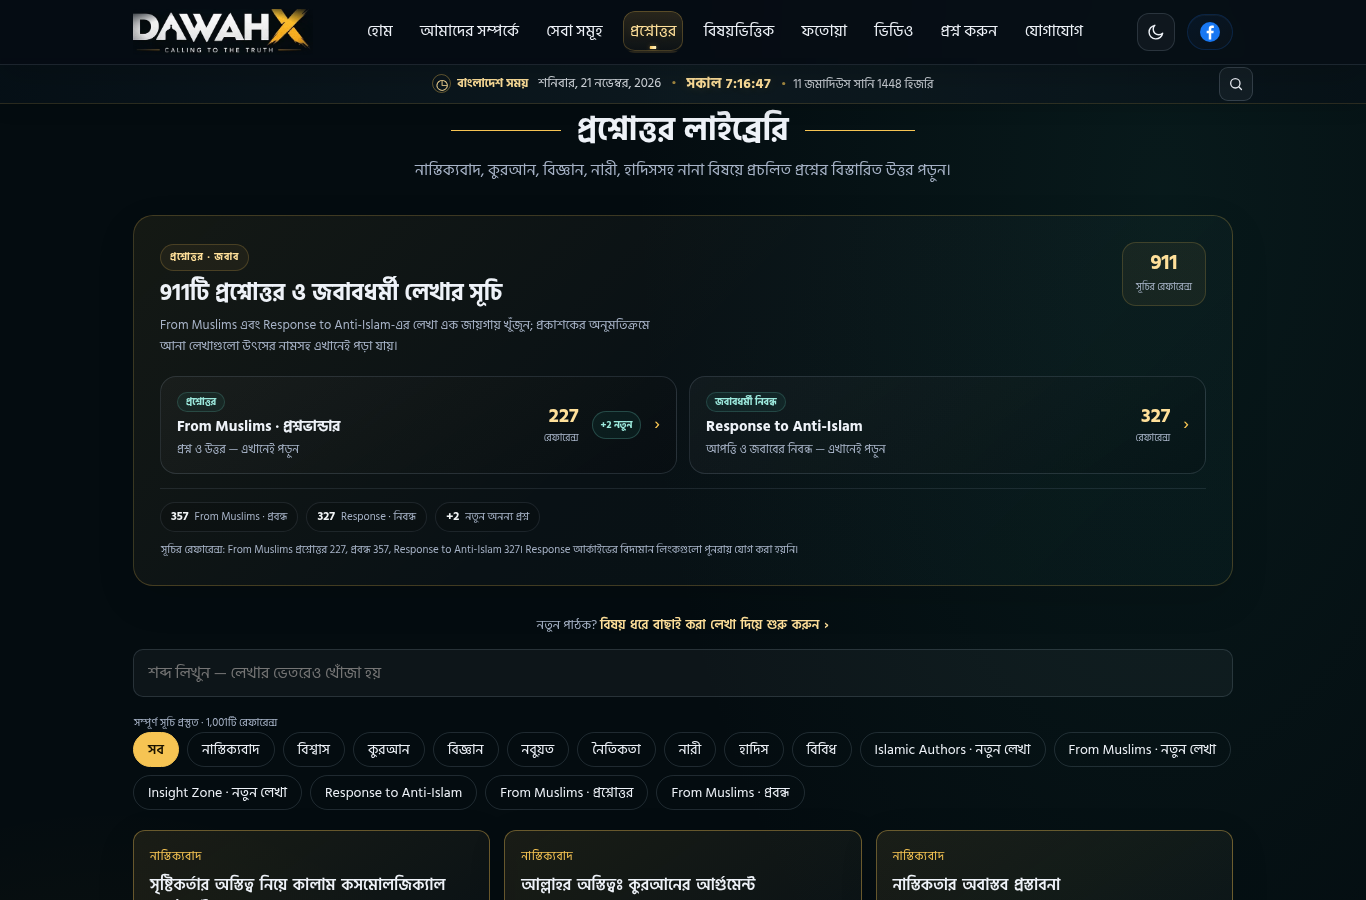 DAWAHX
CALLING TO THE TRUTH
হোম আমাদের সম্পর্কে সেবা সমূহ প্রশ্নোত্তর বিষয়ভিত্তিক ফতোয়া ভিডিও প্রশ্ন করুন যোগাযোগ
বাংলাদেশ সময় শনিবার, 21 নভেম্বর, 2026 • সকাল 7:16:47 • 11 জমাদিউস সানি 1448 হিজরি
প্রশ্নোত্তর লাইব্রেরি
নাস্তিক্যবাদ, কুরআন, বিজ্ঞান, নারী, হাদিসসহ নানা বিষয়ে প্রচলিত প্রশ্নের বিস্তারিত উত্তর পড়ুন।
প্রশ্নোত্তর · জবাব
911টি প্রশ্নোত্তর ও জবাবধর্মী লেখার সূচি
From Muslims এবং Response to Anti-Islam-এর লেখা এক জায়গায় খুঁজুন; প্রকাশকের অনুমতিক্রমে
আনা লেখাগুলো উৎসের নামসহ এখানেই পড়া যায়।
911
সূচির রেফারেন্স
প্রশ্নোত্তর
From Muslims · প্রশ্নভান্ডার
প্রশ্ন ও উত্তর — এখানেই পড়ুন
227
রেফারেন্স
+2 নতুন ›
জবাবধর্মী নিবন্ধ
Response to Anti-Islam
আপত্তি ও জবাবের নিবন্ধ — এখানেই পড়ুন
327
রেফারেন্স
›
357 From Muslims · প্রবন্ধ 327 Response · নিবন্ধ +2 নতুন অনন্য প্রশ্ন
সূচির রেফারেন্স: From Muslims প্রশ্নোত্তর 227, প্রবন্ধ 357, Response to Anti-Islam 327। Response আর্কাইভের বিদ্যমান লিংকগুলো পুনরায় যোগ করা হয়নি।
নতুন পাঠক? বিষয় ধরে বাছাই করা লেখা দিয়ে শুরু করুন ›
শব্দ লিখুন — লেখার ভেতরেও খোঁজা হয়
সম্পূর্ণ সূচি প্রস্তুত · 1,001টি রেফারেন্স
সব নাস্তিক্যবাদ বিশ্বাস কুরআন বিজ্ঞান নবুয়ত নৈতিকতা নারী হাদিস বিবিধ Islamic Authors · নতুন লেখা From Muslims · নতুন লেখা
Insight Zone · নতুন লেখা Response to Anti-Islam From Muslims · প্রশ্নোত্তর From Muslims · প্রবন্ধ
নাস্তিক্যবাদ
সৃষ্টিকর্তার অস্তিত্ব নিয়ে কালাম কসমোলজিক্যাল
নাস্তিক্যবাদ
আল্লাহর অস্তিত্বঃ কুরআনের আর্গুমেন্ট
নাস্তিক্যবাদ
নাস্তিকতার অবাস্তব প্রস্তাবনা